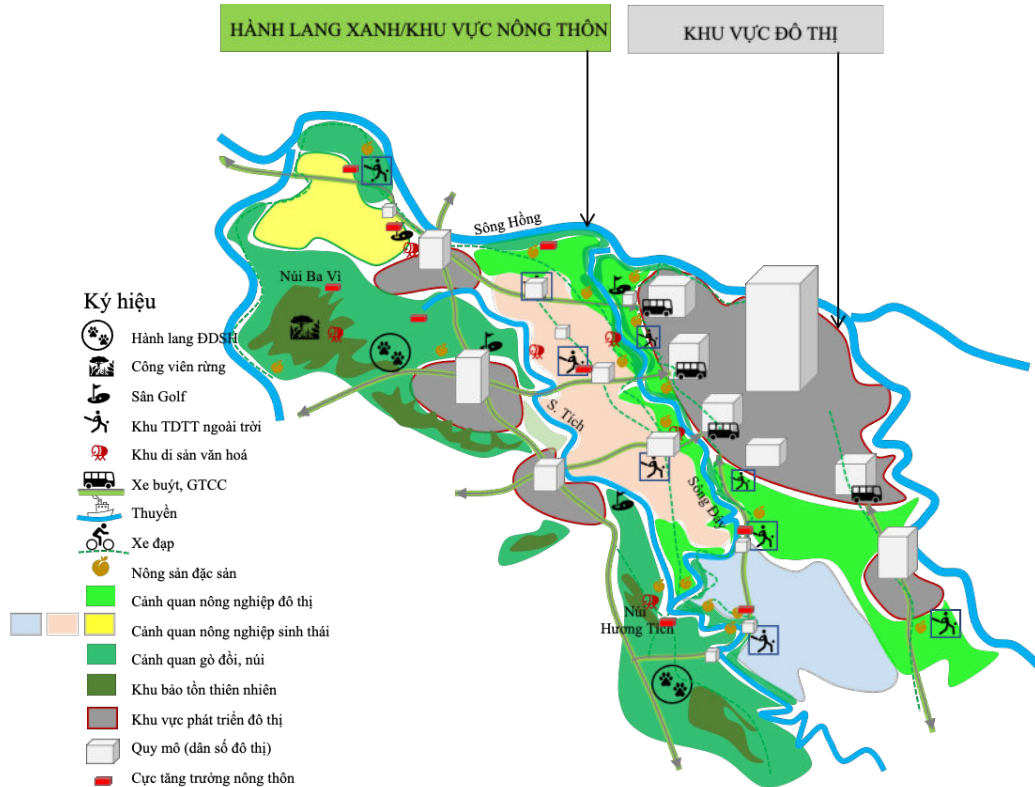 HÀNH LANG XANH/KHU VỰC NÔNG THÔN
KHU VỰC ĐÔ THỊ
Sông Hồng
Núi Ba Vì
S. Tích
Sông Đáy
Núi
Hương Tích
Ký hiệu
Hành lang ĐDSH
Công viên rừng
Sân Golf
Khu TDTT ngoài trời
Khu di sản văn hoá
Xe buýt, GTCC
Thuyền
Xe đạp
Nông sản đặc sản
Cảnh quan nông nghiệp đô thị
Cảnh quan nông nghiệp sinh thái
Cảnh quan gò đồi, núi
Khu bảo tồn thiên nhiên
Khu vực phát triển đô thị
Quy mô (dân số đô thị)
Cực tăng trưởng nông thôn